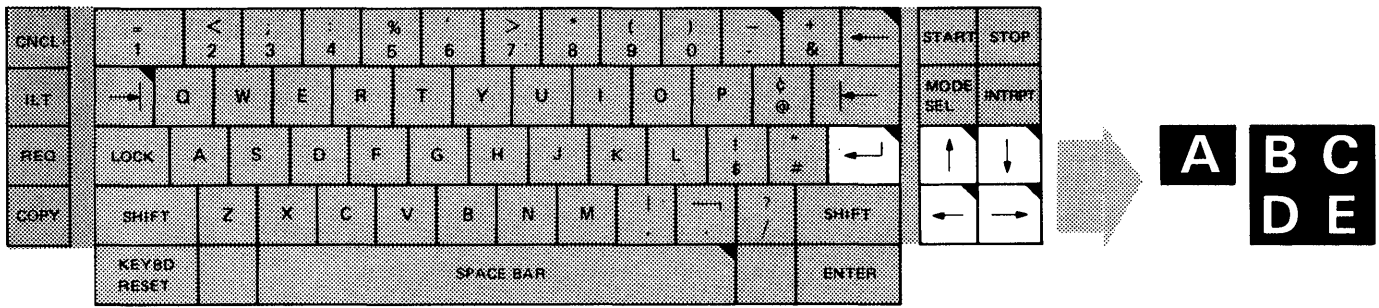 CNCL = 1 < 2 ; 3 : 4 % 5 ' 6 > 7 * 8 ( 9 ) 0 _ - + & START STOP
ILT Q W E R T Y U I O P ¢ @ MODE SEL INTRPT
REQ LOCK A S D F G H J K L ! $ " # A B C
COPY SHIFT Z X C V B N M | , ¬ . ? / SHIFT D E
KEYBD RESET SPACE BAR ENTER